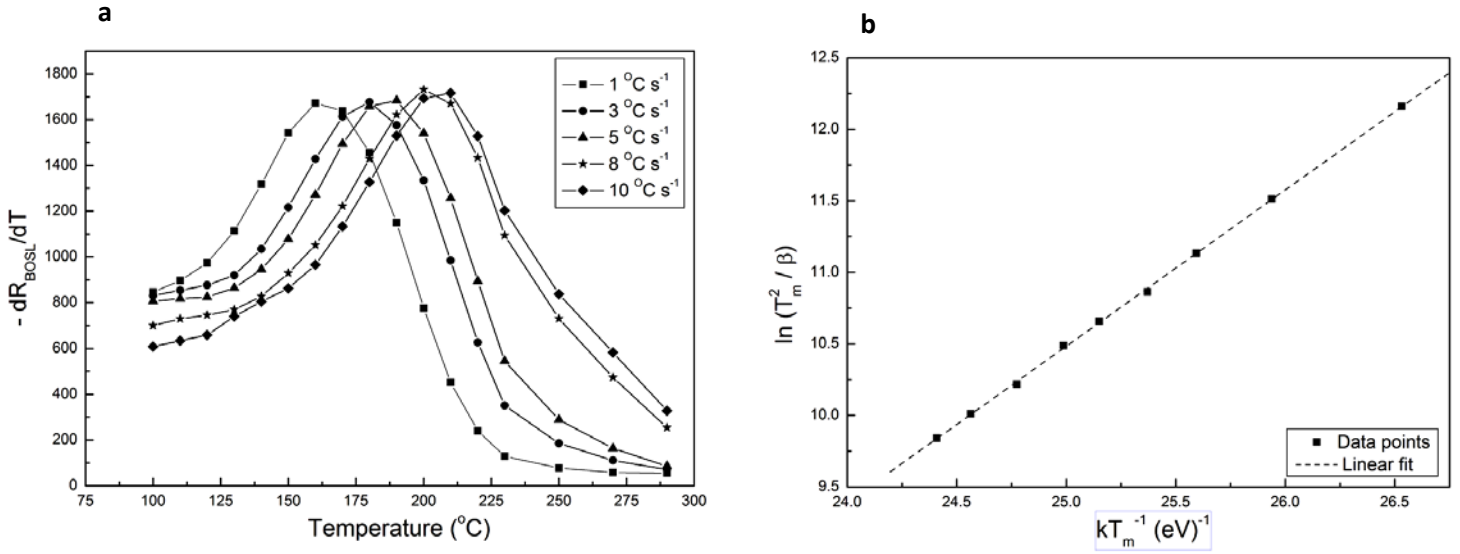 a
- dR_BOSL/dT
1800
1600
1400
1200
1000
800
600
400
200
0
75 100 125 150 175 200 225 250 275 300
Temperature (°C)
1 °C s⁻¹
3 °C s⁻¹
5 °C s⁻¹
8 °C s⁻¹
10 °C s⁻¹
b
ln (T_m² / β)
12.5
12.0
11.5
11.0
10.5
10.0
9.5
24.0 24.5 25.0 25.5 26.0 26.5
kT_m⁻¹ (eV)⁻¹
Data points
Linear fit